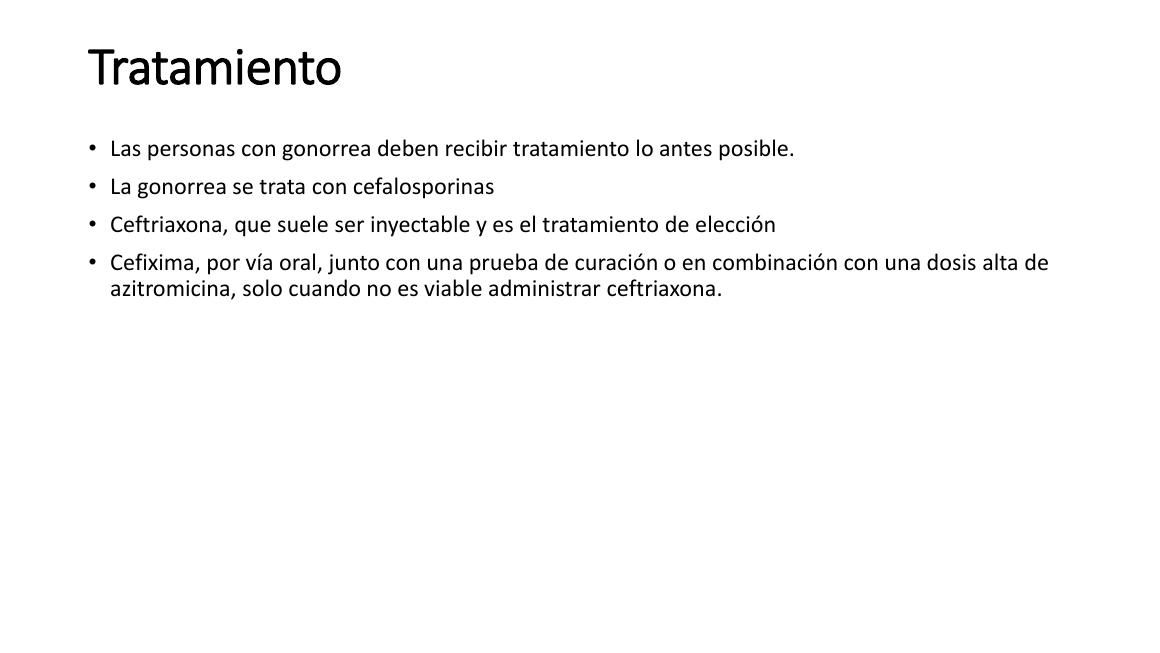 Tratamiento
• Las personas con gonorrea deben recibir tratamiento lo antes posible.
• La gonorrea se trata con cefalosporinas
• Ceftriaxona, que suele ser inyectable y es el tratamiento de elección
• Cefixima, por vía oral, junto con una prueba de curación o en combinación con una dosis alta de
azitromicina, solo cuando no es viable administrar ceftriaxona.